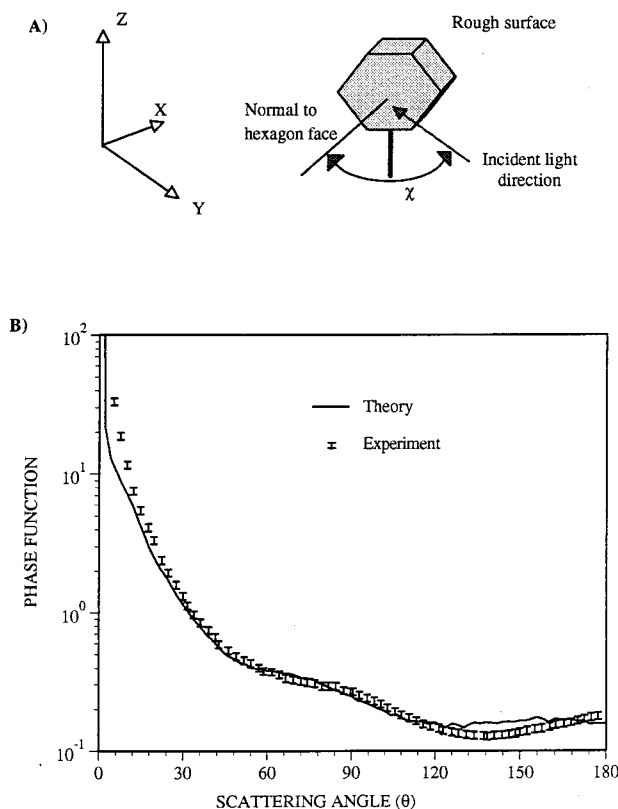 A)
Z
X
Y
Rough surface
Normal to
hexagon face
Incident light
direction
χ
B)
PHASE FUNCTION
10²
10¹
10⁰
10⁻¹
Theory
Experiment
0 30 60 90 120 150 180
SCATTERING ANGLE (θ)